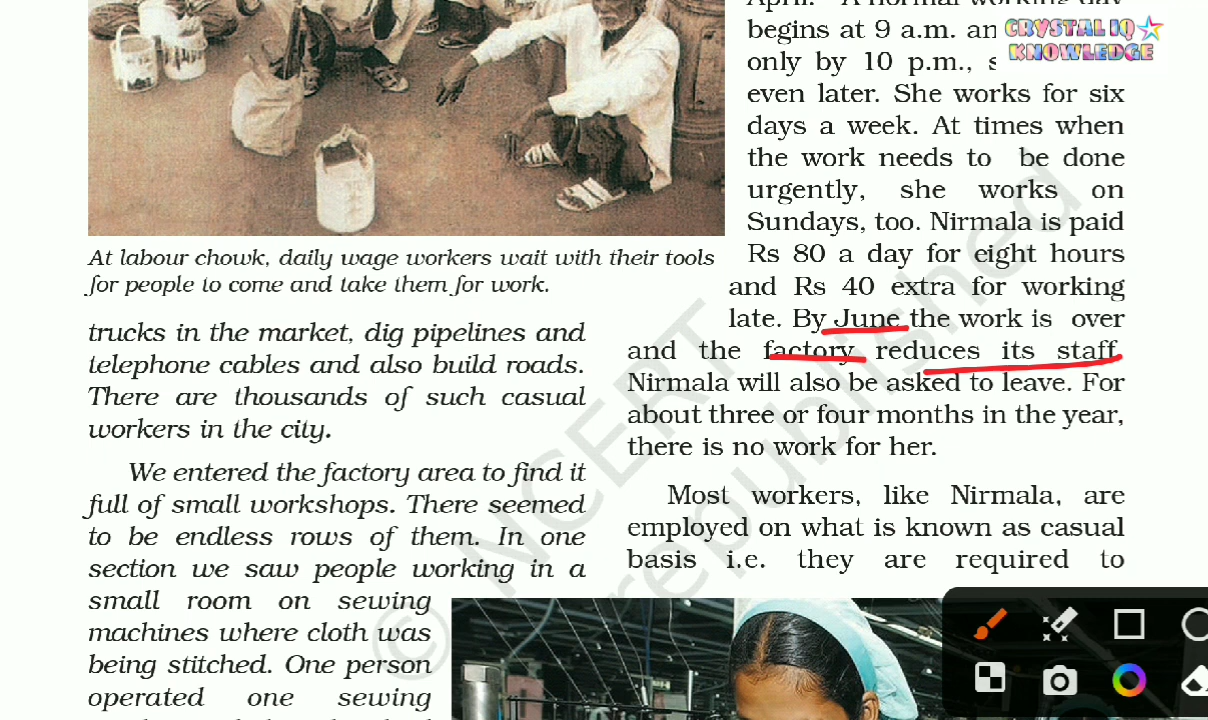 At labour chowk, daily wage workers wait with their tools
for people to come and take them for work.
trucks in the market, dig pipelines and
telephone cables and also build roads.
There are thousands of such casual
workers in the city.
We entered the factory area to find it
full of small workshops. There seemed
to be endless rows of them. In one
section we saw people working in a
small room on sewing
machines where cloth was
being stitched. One person
operated one sewing
April. A normal working day
begins at 9 a.m. an
only by 10 p.m., s
even later. She works for six
days a week. At times when
the work needs to be done
urgently, she works on
Sundays, too. Nirmala is paid
Rs 80 a day for eight hours
and Rs 40 extra for working
late. By June the work is over
and the factory reduces its staff
Nirmala will also be asked to leave. For
about three or four months in the year,
there is no work for her.
Most workers, like Nirmala, are
employed on what is known as casual
basis i.e. they are required to
CRYSTAL IQ
KNOWLEDGE
© NCERT
republished